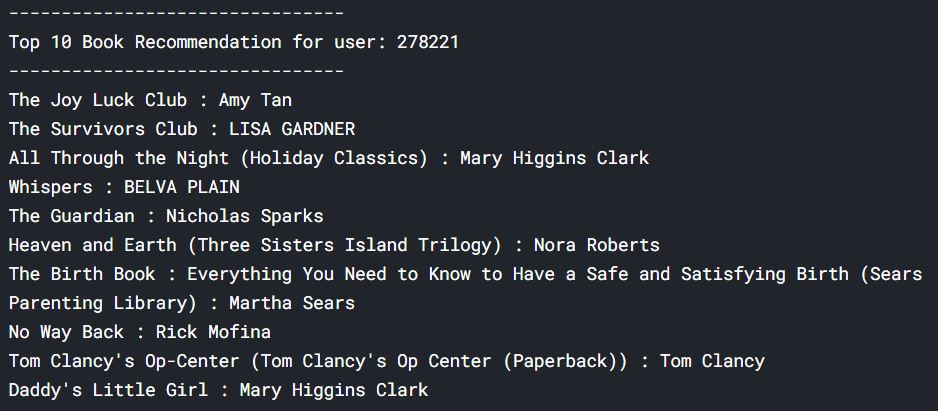 --------------------------------
Top 10 Book Recommendation for user: 278221
--------------------------------
The Joy Luck Club : Amy Tan
The Survivors Club : LISA GARDNER
All Through the Night (Holiday Classics) : Mary Higgins Clark
Whispers : BELVA PLAIN
The Guardian : Nicholas Sparks
Heaven and Earth (Three Sisters Island Trilogy) : Nora Roberts
The Birth Book : Everything You Need to Know to Have a Safe and Satisfying Birth (Sears
Parenting Library) : Martha Sears
No Way Back : Rick Mofina
Tom Clancy's Op-Center (Tom Clancy's Op Center (Paperback)) : Tom Clancy
Daddy's Little Girl : Mary Higgins Clark